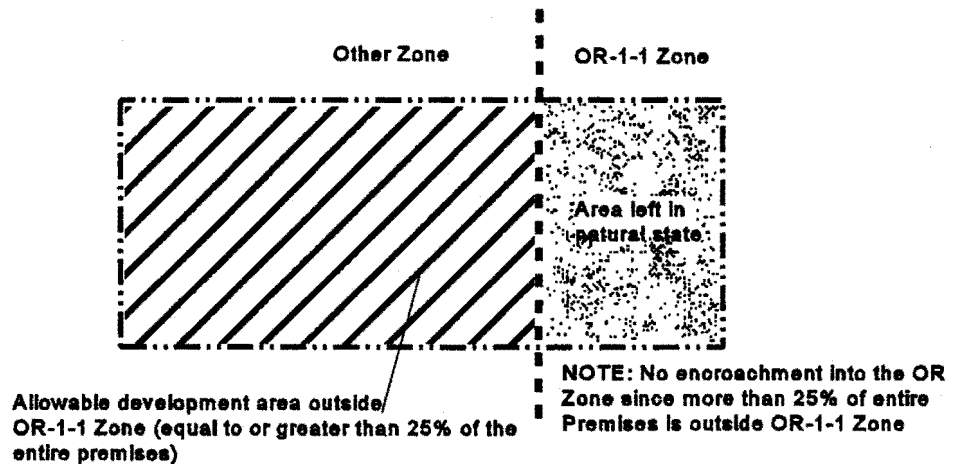 Other Zone
OR-1-1 Zone
Area left in
natural state
Allowable development area outside
OR-1-1 Zone (equal to or greater than 25% of the
entire premises)
NOTE: No encroachment into the OR
Zone since more than 25% of entire
Premises is outside OR-1-1 Zone